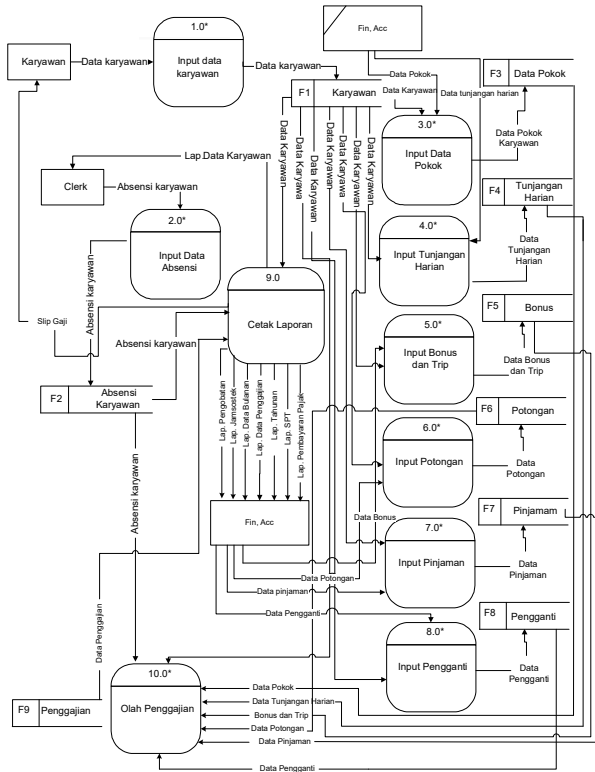 1.0*
Input data
karyawan
Karyawan
Data karyawan
Data karyawan
Fin, Acc
Data Pokok
Data Karyawan
Data tunjangan harian
F1
Karyawan
F3
Data Pokok
3.0*
Input Data
Pokok
Data Pokok
Karyawan
Data Karyawan
Data Karyawan
Data Karyawan
Data Karyawa
Data Karyawa
Data Karyawan
Lap.Data Karyawan
Clerk
Absensi karyawan
2.0*
Input Data
Absensi
F4
Tunjangan
Harian
4.0*
Input Tunjangan
Harian
Data
Tunjangan
Harian
9.0
Cetak Laporan
Slip Gaji
Absensi karyawan
Absensi karyawan
F5
Bonus
5.0*
Input Bonus
dan Trip
Data Bonus
dan Trip
F2
Absensi
Karyawan
Lap. Pengobatan
Lap. Jamsostek
Lap. Data Bulanan
Lap. Data Penggajian
Lap. Tahunan
Lap. SPT
Lap. Pembayaran Pajak
F6
Potongan
6.0*
Input Potongan
Data
Potongan
Absensi karyawan
Fin, Acc
Data Bonus
F7
Pinjamam
7.0*
Input Pinjaman
Data
Pinjaman
Data Potongan
Data pinjaman
Data Pengganti
F8
Pengganti
8.0*
Input Pengganti
Data
Pengganti
Data Penggajian
10.0*
Olah Penggajian
F9
Penggajian
Data Pokok
Data Tunjangan Harian
Bonus dan Trip
Data Potongan
Data Pinjaman
Data Pengganti